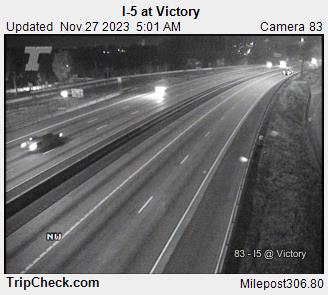 I-5 at Victory
Updated Nov 27 2023 5:01 AM Camera 83
T
NW
83 - I5 @ Victory
TripCheck.com Milepost306.80